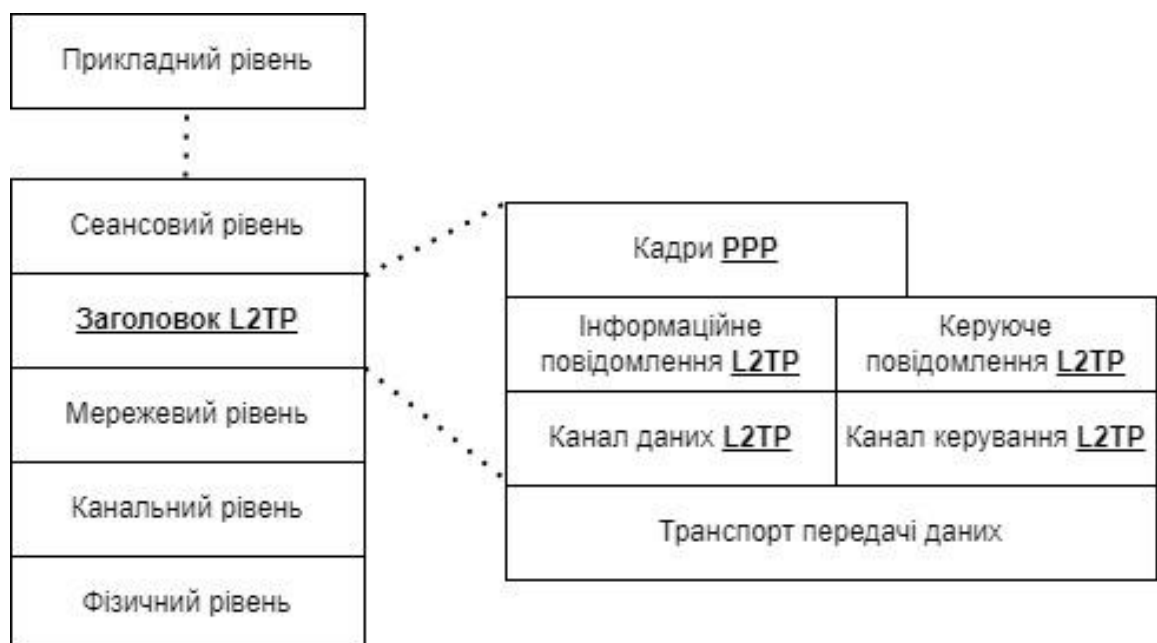 Прикладний рівень
Сеансовий рівень
Заголовок L2TP
Мережевий рівень
Канальний рівень
Фізичний рівень
Кадри PPP
Інформаційне
повідомлення L2TP
Керуюче
повідомлення L2TP
Канал даних L2TP
Канал керування L2TP
Транспорт передачі даних